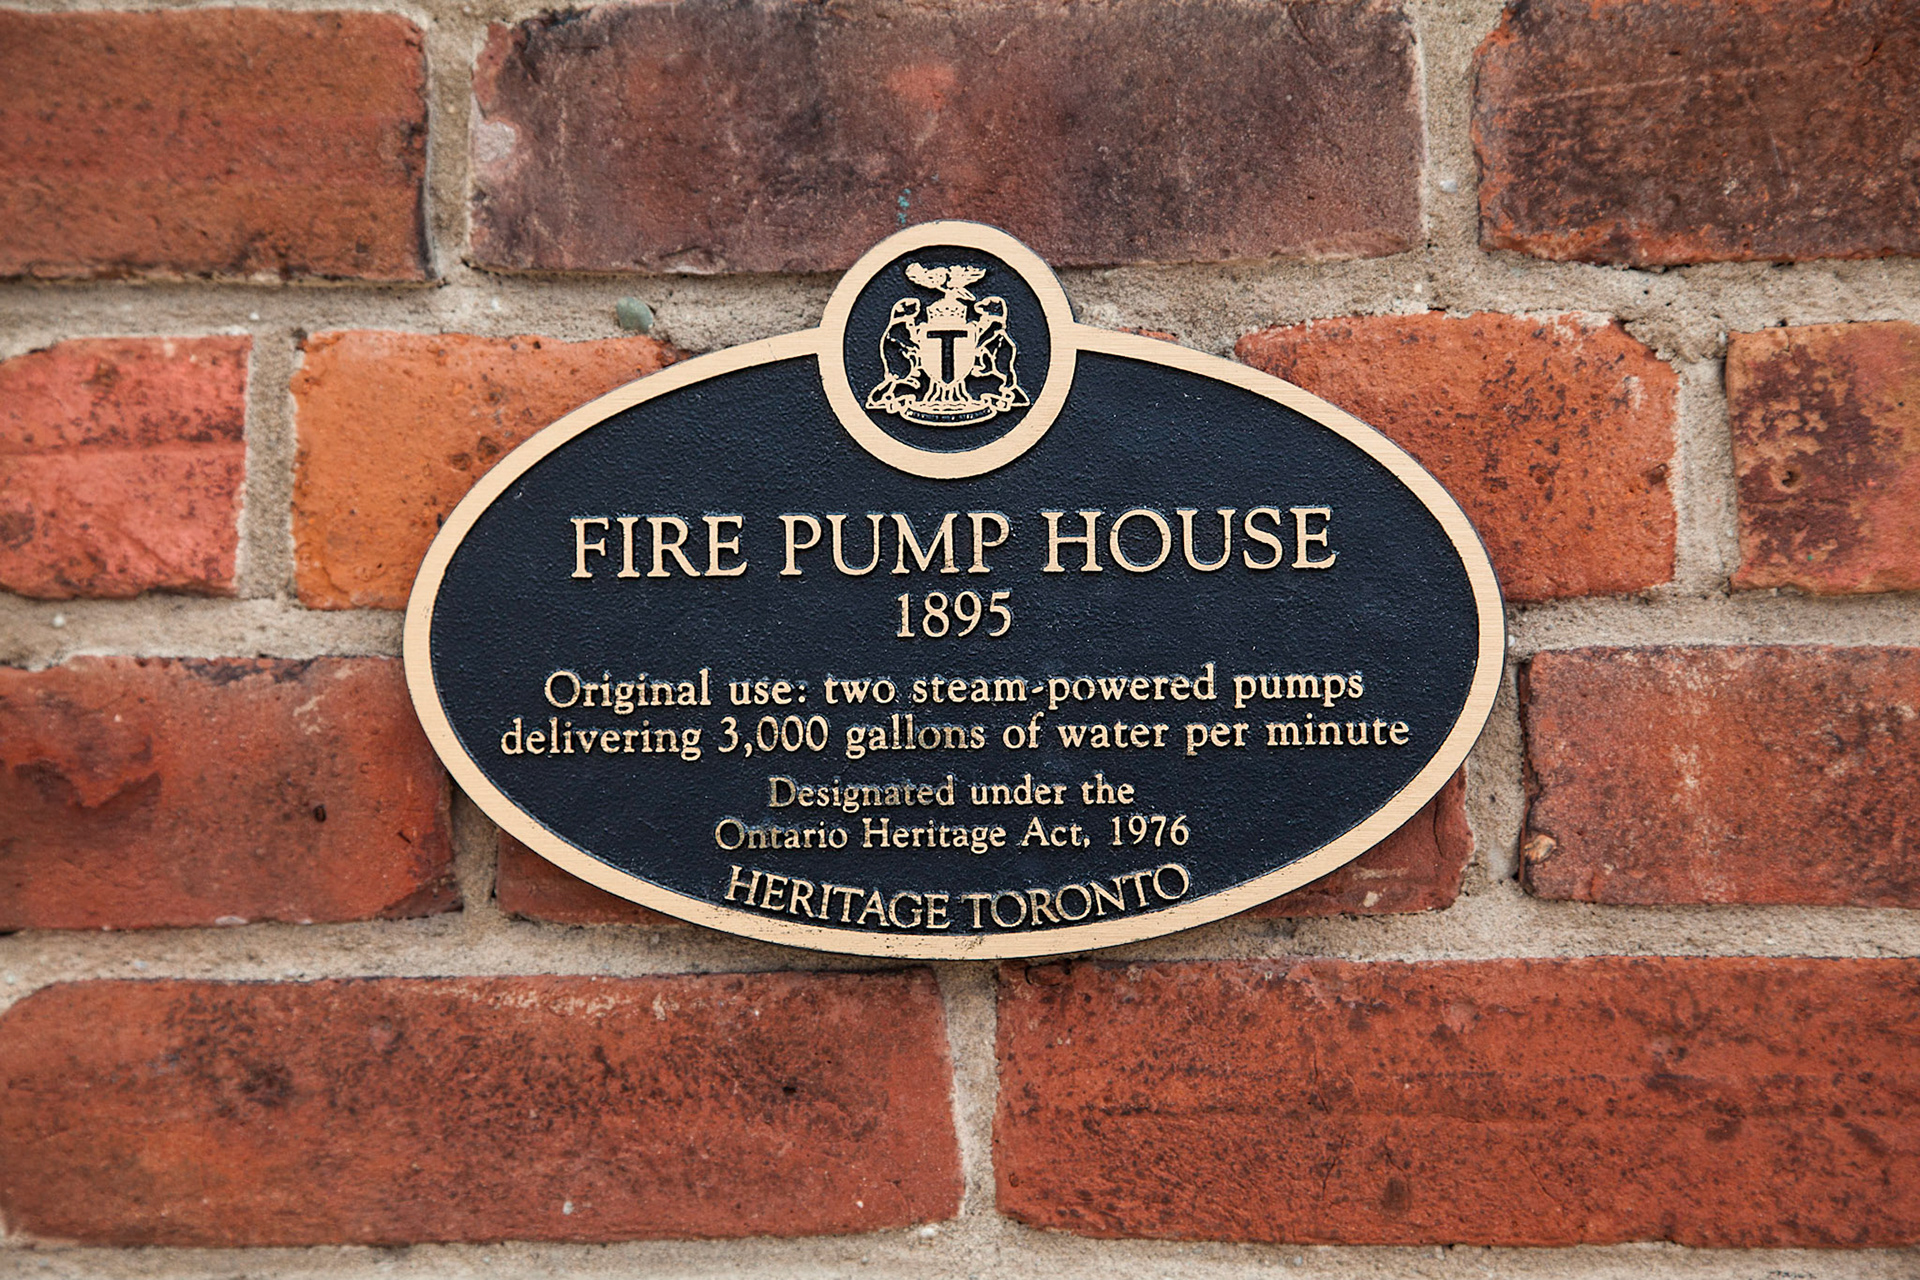 T
FIRE PUMP HOUSE
1895
Original use: two steam-powered pumps
delivering 3,000 gallons of water per minute
Designated under the
Ontario Heritage Act, 1976
HERITAGE TORONTO